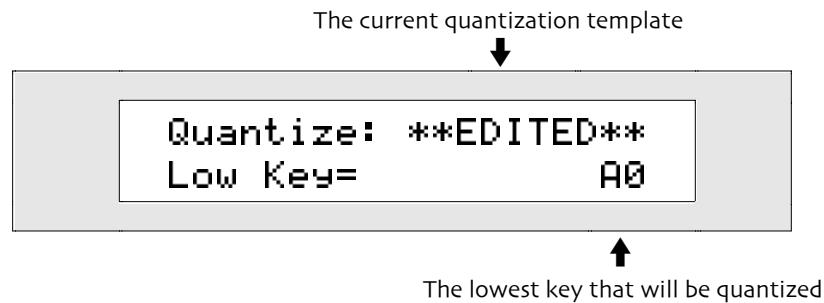 The current quantization template
Quantize: **EDITED**
Low Key= A0
The lowest key that will be quantized